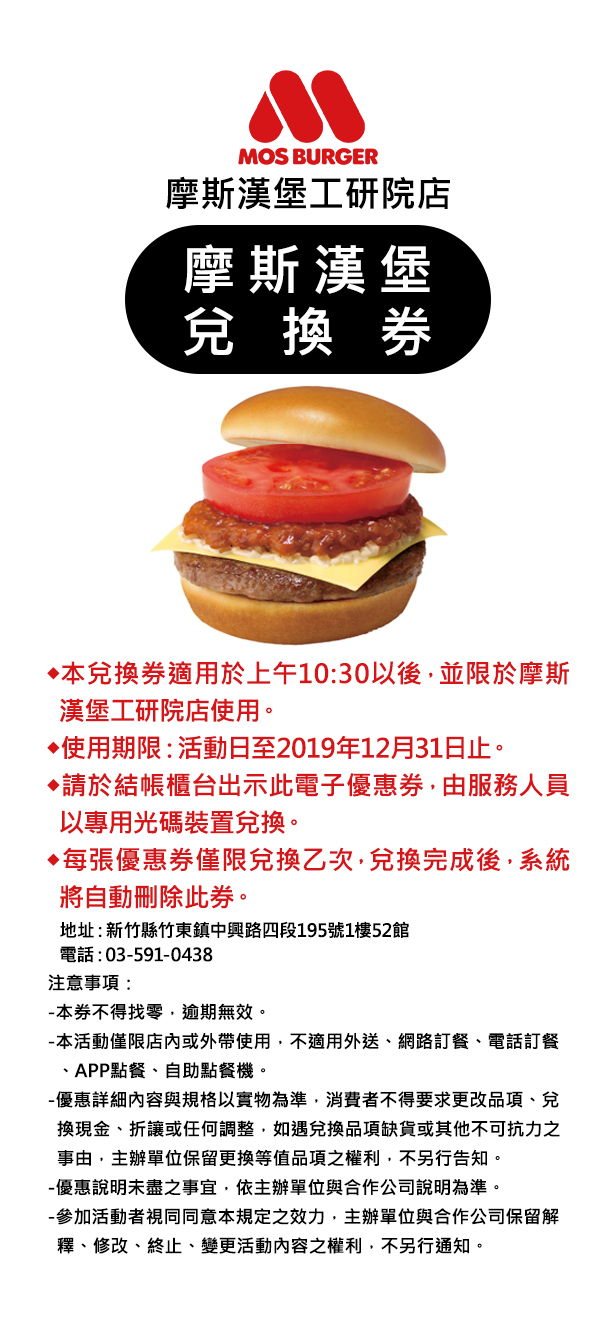 MOS BURGER
摩斯漢堡工研院店
摩斯漢堡
兌換券
◆本兌換券適用於上午10:30以後，並限於摩斯
漢堡工研院店使用。
◆使用期限：活動日至2019年12月31日止。
◆請於結帳櫃台出示此電子優惠券，由服務人員
以專用光碼裝置兌換。
◆每張優惠券僅限兌換乙次，兌換完成後，系統
將自動刪除此券。
地址：新竹縣竹東鎮中興路四段195號1樓52館
電話：03-591-0438
注意事項：
-本券不得找零，逾期無效。
-本活動僅限店內或外帶使用，不適用外送、網路訂餐、電話訂餐
、APP點餐、自助點餐機。
-優惠詳細內容與規格以實物為準，消費者不得要求更改品項、兌
換現金、折讓或任何調整，如遇兌換品項缺貨或其他不可抗力之
事由，主辦單位保留更換等值品項之權利，不另行告知。
-優惠說明未盡之事宜，依主辦單位與合作公司說明為準。
-參加活動者視同同意本規定之效力，主辦單位與合作公司保留解
釋、修改、終止、變更活動內容之權利，不另行通知。